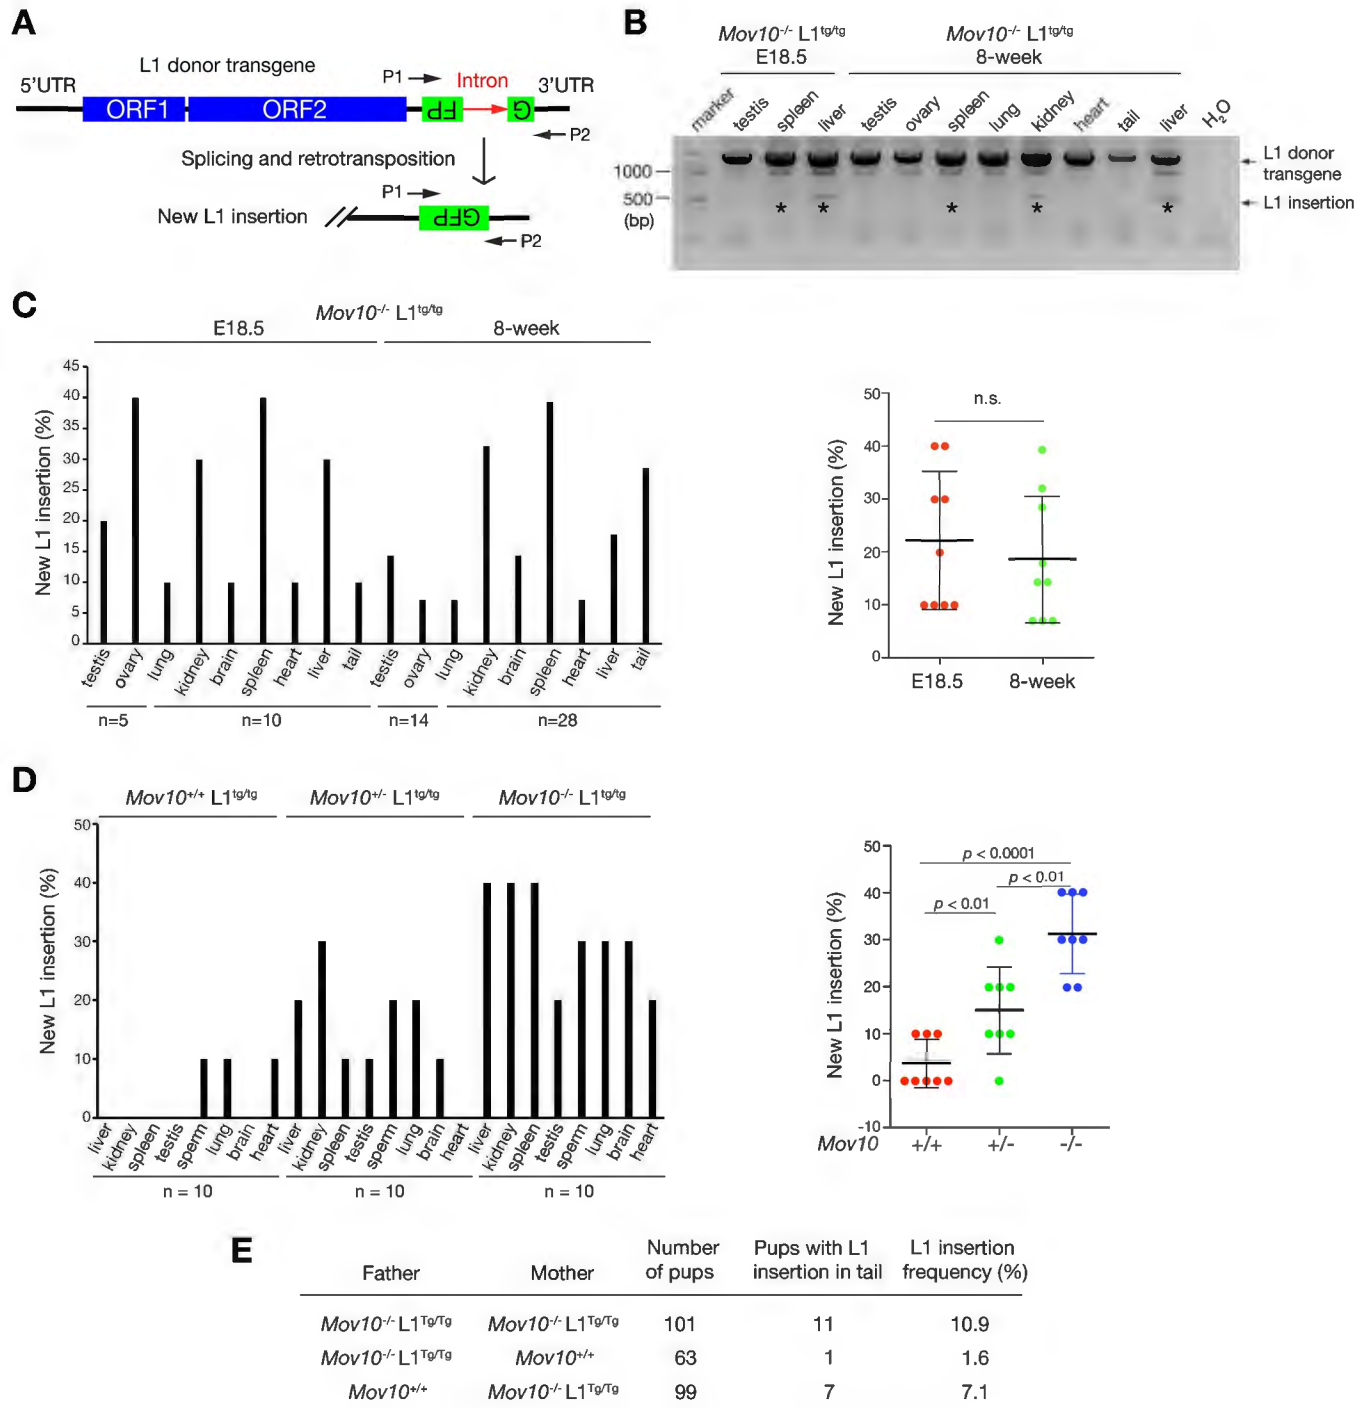 A
L1 donor transgene
5'UTR
P1
Intron
3'UTR
ORF1
ORF2
GFP
P2
Splicing and retrotransposition
P1
New L1 insertion
GFP
P2
B
Mov10-/- L1tg/tg
Mov10-/- L1tg/tg
E18.5
8-week
marker
testis
spleen
liver
testis
ovary
spleen
lung
kidney
heart
tail
liver
H2O
1000
500
(bp)
L1 donor
transgene
L1 insertion
* * * * *
C
Mov10-/- L1tg/tg
E18.5
8-week
New L1 insertion (%)
45
40
35
30
25
20
15
10
5
0
testis
ovary
lung
kidney
brain
spleen
heart
liver
tail
testis
ovary
lung
kidney
brain
spleen
heart
liver
tail
n=5
n=10
n=14
n=28
New L1 insertion (%)
50
40
30
20
10
0
n.s.
E18.5
8-week
D
Mov10+/+ L1tg/tg
Mov10+/- L1tg/tg
Mov10-/- L1tg/tg
New L1 insertion (%)
50
40
30
20
10
0
liver
kidney
spleen
testis
sperm
lung
brain
heart
liver
kidney
spleen
testis
sperm
lung
brain
heart
liver
kidney
spleen
testis
sperm
lung
brain
heart
n = 10
n = 10
n = 10
New L1 insertion (%)
50
40
30
20
10
0
-10
p < 0.0001
p < 0.01
p < 0.01
Mov10 +/+ +/- -/-
E
Father Mother Number of pups Pups with L1 insertion in tail L1 insertion frequency (%)
Mov10-/- L1Tg/Tg Mov10-/- L1Tg/Tg 101 11 10.9
Mov10-/- L1Tg/Tg Mov10+/+ 63 1 1.6
Mov10+/+ Mov10-/- L1Tg/Tg 99 7 7.1